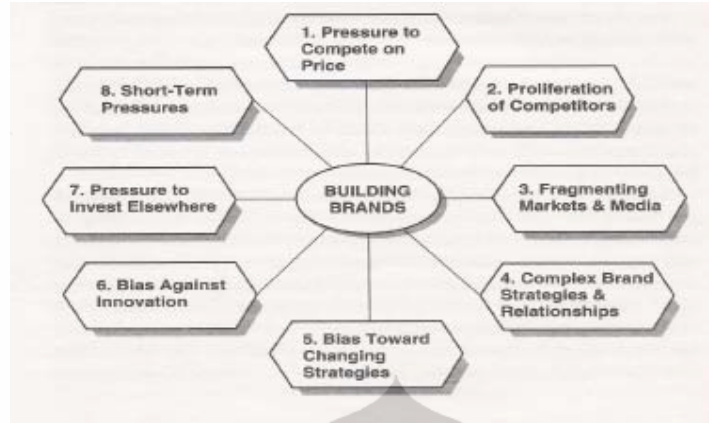 1. Pressure to
Compete on
Price
2. Proliferation
of Competitors
3. Fragmenting
Markets & Media
4. Complex Brand
Strategies &
Relationships
5. Bias Toward
Changing
Strategies
6. Bias Against
Innovation
7. Pressure to
Invest Elsewhere
8. Short-Term
Pressures
BUILDING
BRANDS